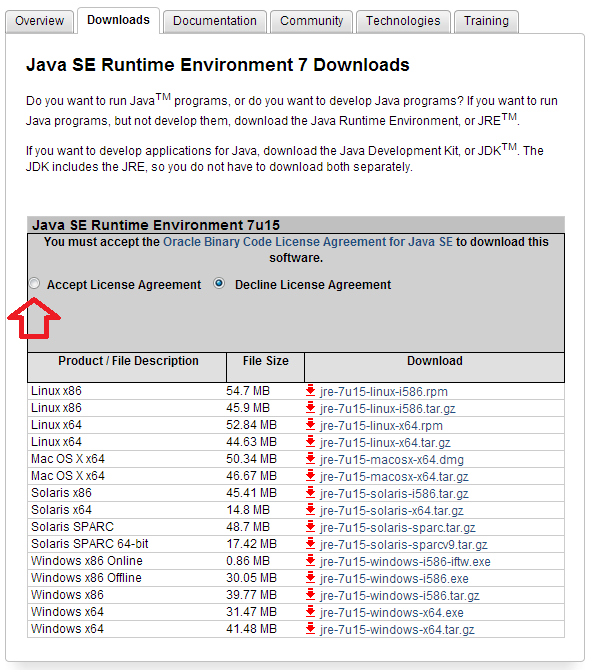 Overview Downloads Documentation Community Technologies Training
Java SE Runtime Environment 7 Downloads
Do you want to run Java™ programs, or do you want to develop Java programs? If you want to run
Java programs, but not develop them, download the Java Runtime Environment, or JRE™.
If you want to develop applications for Java, download the Java Development Kit, or JDK™. The
JDK includes the JRE, so you do not have to download both separately.
Java SE Runtime Environment 7u15
You must accept the Oracle Binary Code License Agreement for Java SE to download this
software.
Accept License Agreement Decline License Agreement
Product / File Description File Size Download
Linux x86 54.7 MB jre-7u15-linux-i586.rpm
Linux x86 45.9 MB jre-7u15-linux-i586.tar.gz
Linux x64 52.84 MB jre-7u15-linux-x64.rpm
Linux x64 44.63 MB jre-7u15-linux-x64.tar.gz
Mac OS X x64 50.34 MB jre-7u15-macosx-x64.dmg
Mac OS X x64 46.67 MB jre-7u15-macosx-x64.tar.gz
Solaris x86 45.41 MB jre-7u15-solaris-i586.tar.gz
Solaris x64 14.8 MB jre-7u15-solaris-x64.tar.gz
Solaris SPARC 48.7 MB jre-7u15-solaris-sparc.tar.gz
Solaris SPARC 64-bit 17.42 MB jre-7u15-solaris-sparcv9.tar.gz
Windows x86 Online 0.86 MB jre-7u15-windows-i586-iftw.exe
Windows x86 Offline 30.05 MB jre-7u15-windows-i586.exe
Windows x86 39.77 MB jre-7u15-windows-i586.tar.gz
Windows x64 31.47 MB jre-7u15-windows-x64.exe
Windows x64 41.48 MB jre-7u15-windows-x64.tar.gz